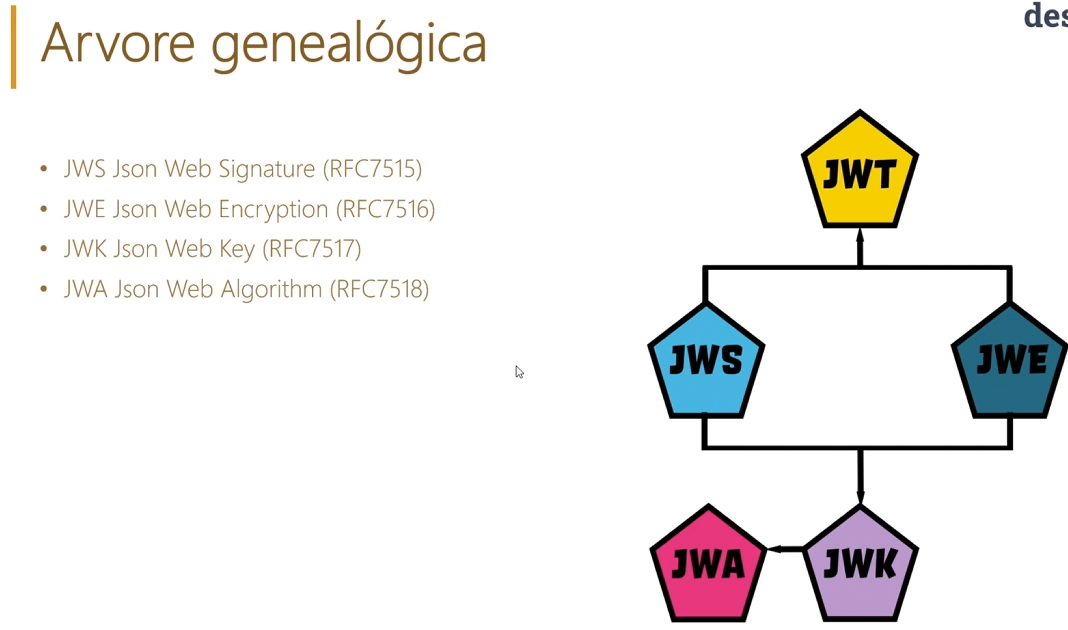 Arvore genealógica
des
• JWS Json Web Signature (RFC7515)
• JWE Json Web Encryption (RFC7516)
• JWK Json Web Key (RFC7517)
• JWA Json Web Algorithm (RFC7518)
JWT
JWS
JWE
JWA
JWK